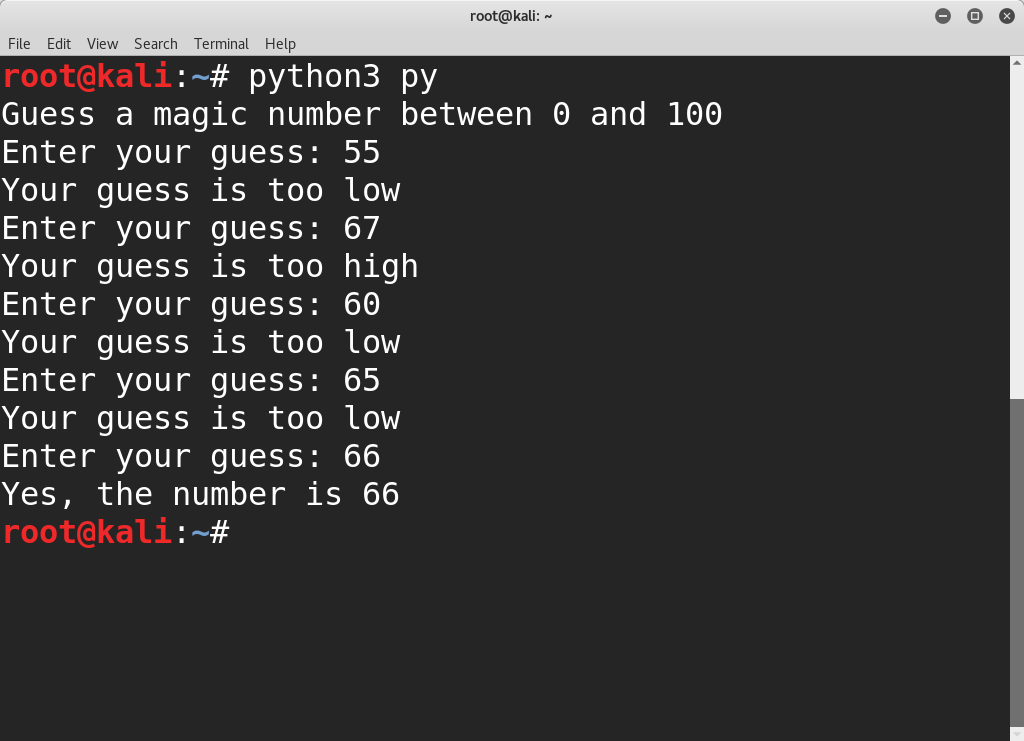 root@kali: ~
File Edit View Search Terminal Help
root@kali:~# python3 py
Guess a magic number between 0 and 100
Enter your guess: 55
Your guess is too low
Enter your guess: 67
Your guess is too high
Enter your guess: 60
Your guess is too low
Enter your guess: 65
Your guess is too low
Enter your guess: 66
Yes, the number is 66
root@kali:~#